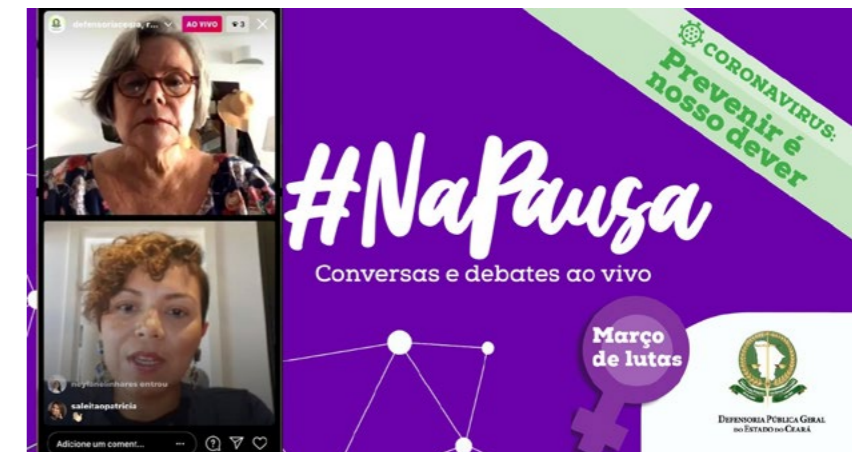 defensoriaceara, r...
AO VIVO
3
neylanelinhares entrou
saleitaopatricia
Adicione um coment...
#NaPausa
Conversas e debates ao vivo
CORONAVIRUS:
Prevenir é
nosso dever
Março
de lutas
DEFENSORIA PÚBLICA GERAL
DO ESTADO DO CEARÁ